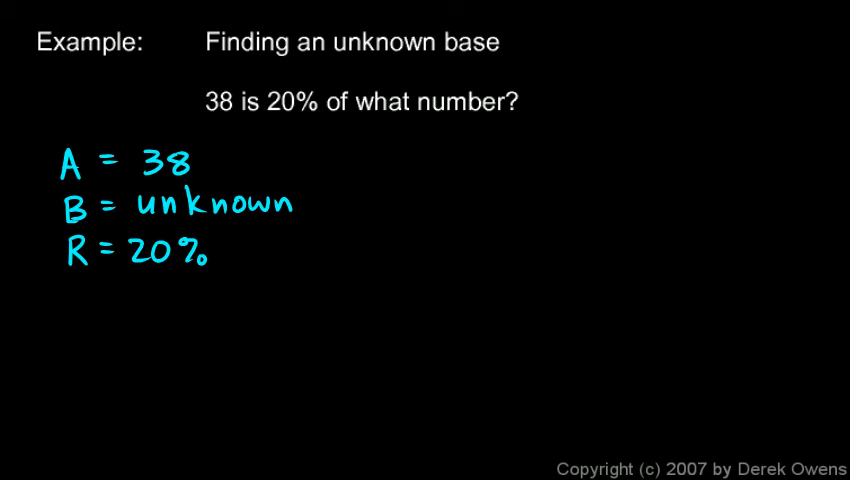 Example: Finding an unknown base
38 is 20% of what number?
A = 38
B = unknown
R = 20%
Copyright (c) 2007 by Derek Owens